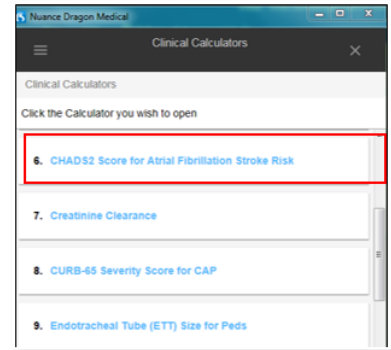 Nuance Dragon Medical
Clinical Calculators
Clinical Calculators
Click the Calculator you wish to open
6. CHADS2 Score for Atrial Fibrillation Stroke Risk
7. Creatinine Clearance
8. CURB-65 Severity Score for CAP
9. Endotracheal Tube (ETT) Size for Peds